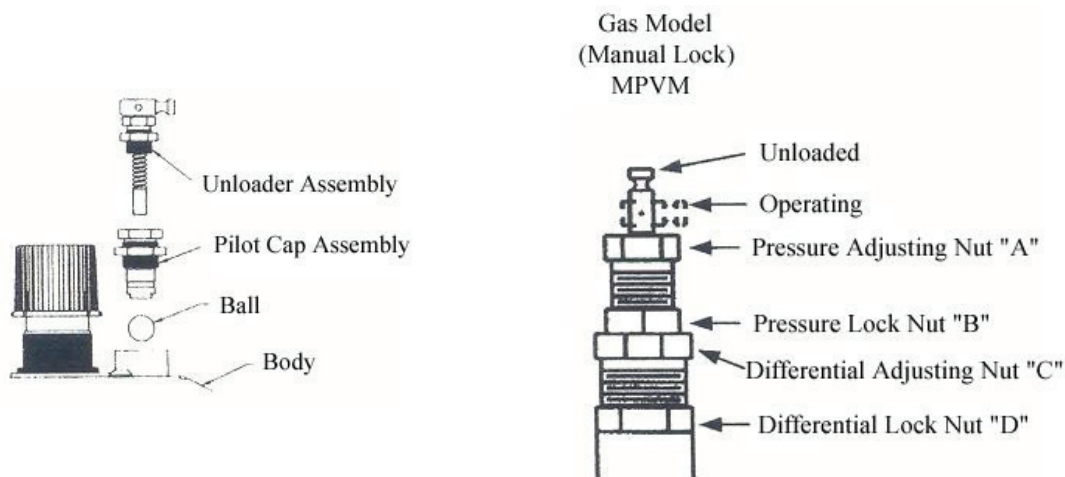 Gas Model
(Manual Lock)
MPVM
Unloader Assembly
Pilot Cap Assembly
Ball
Body
Unloaded
Operating
Pressure Adjusting Nut "A"
Pressure Lock Nut "B"
Differential Adjusting Nut "C"
Differential Lock Nut "D"